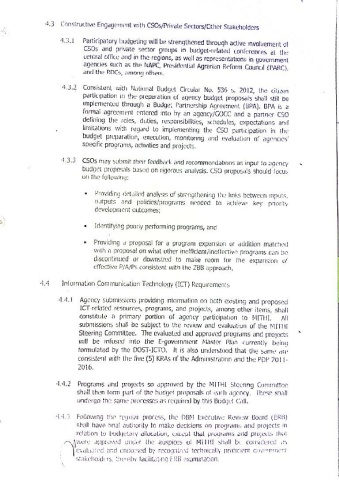 4.3 Constructive Engagement with CSOs/Private Sectors/Other Stakeholders
4.3.1 Participatory budgeting will be strengthened through active involvement of
CSOs and private sector groups in budget-related conferences at the
central office and in the regions, as well as representations in government
agencies such as the NAPC, Presidential Agrarian Reform Council (PARC),
and the RDCs, among others.
4.3.2 Consistent with National Budget Circular No. 536 s. 2012, the citizen
participation in the preparation of agency budget proposals shall still be
implemented through a Budget Partnership Agreement (BPA). BPA is a
formal agreement entered into by an agency/GOCC and a partner CSO
defining the roles, duties, responsibilities, schedules, expectations and
limitations with regard to implementing the CSO participation in the
budget preparation, execution, monitoring and evaluation of agencies'
specific programs, activities and projects.
4.3.3 CSOs may submit their feedback and recommendations as input to agency
budget proposals based on rigorous analysis. CSO proposals should focus
on the following:
• Providing detailed analysis of strengthening the links between inputs,
outputs and policies/programs needed to achieve key priority
development outcomes;
• Identifying poorly performing programs, and
• Providing a proposal for a program expansion or addition matched
with a proposal on what other inefficient/ineffective programs can be
discontinued or downsized to make room for the expansion of
effective P/A/Ps consistent with the ZBB approach.
4.4 Information Communication Technology (ICT) Requirements
4.4.1 Agency submissions providing information on both existing and proposed
ICT-related resources, programs, and projects, among other items, shall
constitute a primary portion of agency participation to MITHI. All
submissions shall be subject to the review and evaluation of the MITHI
Steering Committee. The evaluated and approved programs and projects
will be infused into the E-government Master Plan currently being
formulated by the DOST-ICTO. It is also understood that the same are
consistent with the five (5) KRAs of the Administration and the PDP 2011-
2016.
4.4.2 Programs and projects so approved by the MITHI Steering Committee
shall then form part of the budget proposals of each agency. These shall
undergo the same processes as required by this Budget Call.
4.4.3 Following the regular process, the DBM Executive Review Board (ERB)
shall have final authority to make decisions on programs and projects in
relation to budgetary allocation, except that programs and projects that
were approved under the auspices of MITHI shall be considered as
evaluated and endorsed by recognized technically proficient government
stakeholders, thereby facilitating ERB examination.